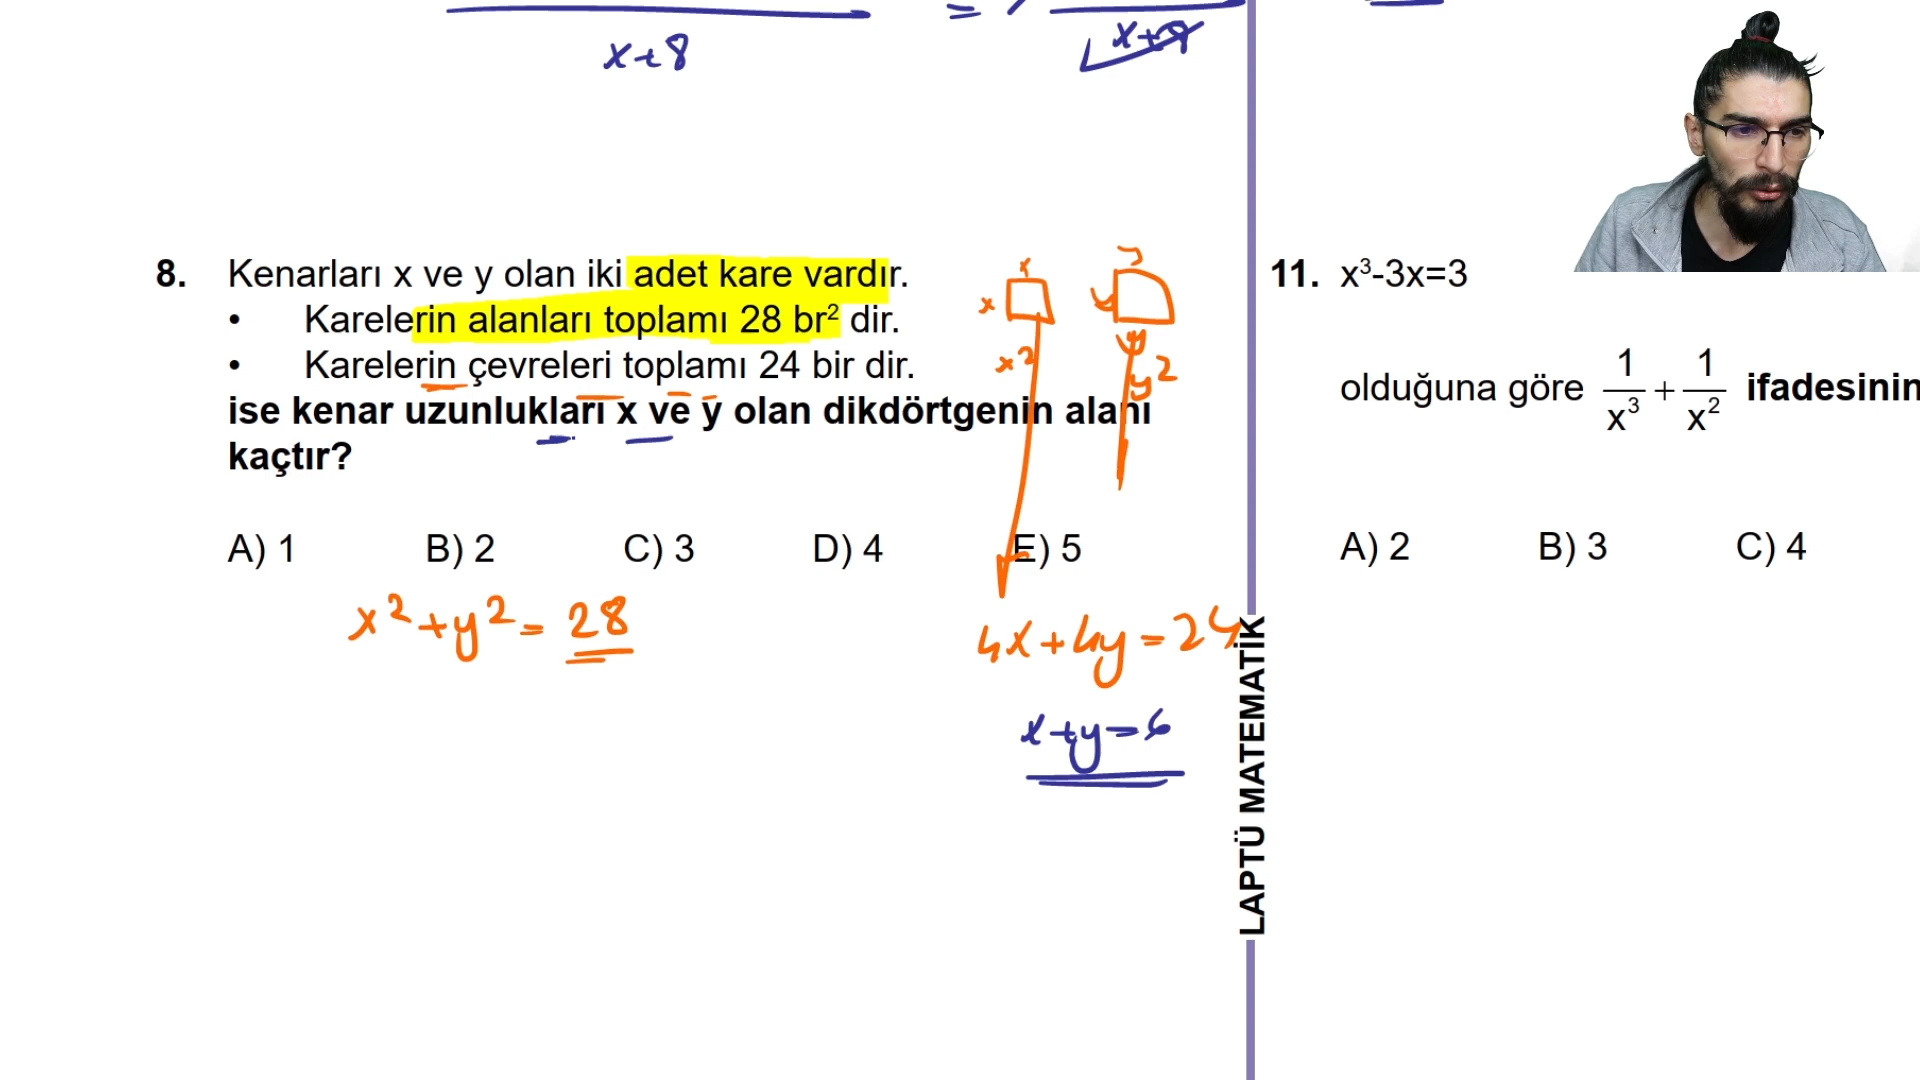 x+8
=
x+9
8. Kenarları x ve y olan iki adet kare vardır.
• Karelerin alanları toplamı 28 br² dir.
• Karelerin çevreleri toplamı 24 bir dir.
ise kenar uzunlukları x ve y olan dikdörtgenin alanı
kaçtır?
A) 1 B) 2 C) 3 D) 4 E) 5
x
x
y
y
x²
y²
x²+y²=28
4x+4y=24
x+y=6
LAPTÜ MATEMATİK
11. x³-3x=3
olduğuna göre 1/x³ + 1/x² ifadesinin
A) 2 B) 3 C) 4